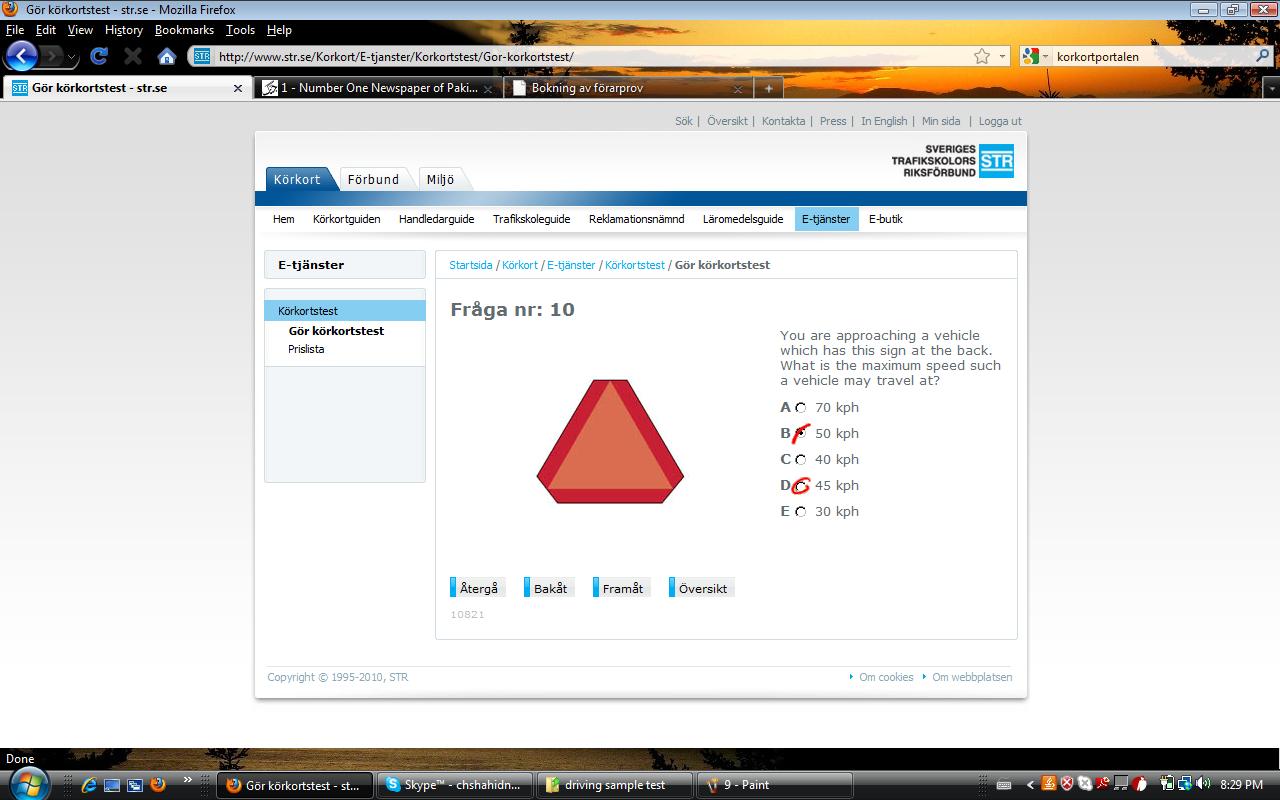 Gör körkortstest - str.se - Mozilla Firefox
File Edit View History Bookmarks Tools Help
STR http://www.str.se/Korkort/E-tjanster/Korkortstest/Gor-korkortstest/ korkortportalen
STR Gör körkortstest - str.se 1 - Number One Newspaper of Paki... Bokning av förarprov
Sök | Översikt | Kontakta | Press | In English | Min sida | Logga ut
SVERIGES
TRAFIKSKOLORS STR
RIKSFÖRBUND
Körkort Förbund Miljö
Hem Körkortguiden Handledarguide Trafikskoleguide Reklamationsnämnd Läromedelsguide E-tjänster E-butik
E-tjänster
Startsida / Körkort / E-tjänster / Körkortstest / Gör körkortstest
Körkortstest
Gör körkortstest
Prislista
Fråga nr: 10
You are approaching a vehicle
which has this sign at the back.
What is the maximum speed such
a vehicle may travel at?
A 70 kph
B 50 kph
C 40 kph
D 45 kph
E 30 kph
Återgå Bakåt Framåt Översikt
10821
Copyright © 1995-2010, STR Om cookies Om webbplatsen
Done
Gör körkortstest - st... Skype™ - chshahidn... driving sample test 9 - Paint 8:29 PM